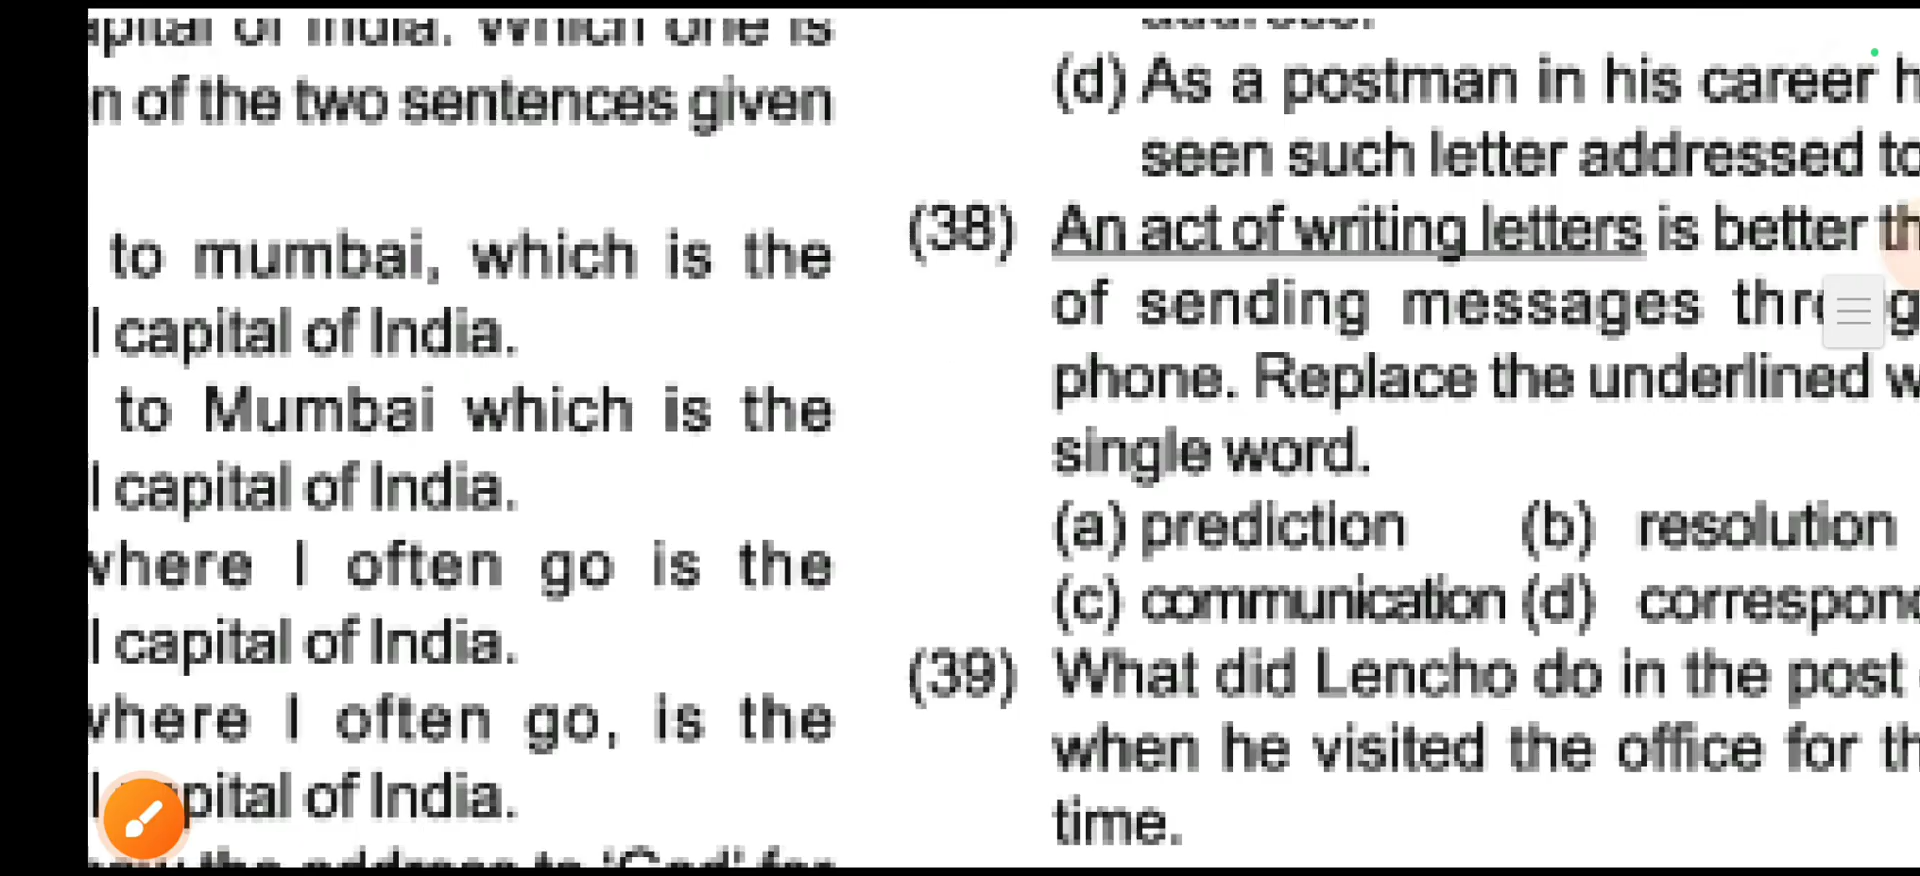 of the two sentences given
to mumbai, which is the
capital of India.
to Mumbai which is the
capital of India.
where I often go is the
capital of India.
where I often go, is the
of India.
(d) As a postman in his career
seen such letter addressed to
(38) An act of writing letters is better
of sending messages
phone. Replace the underlined
single word.
(a) prediction (b) resolution
(c) communication (d)
(39) What did Lencho do in the post
when he visited the office for
time.